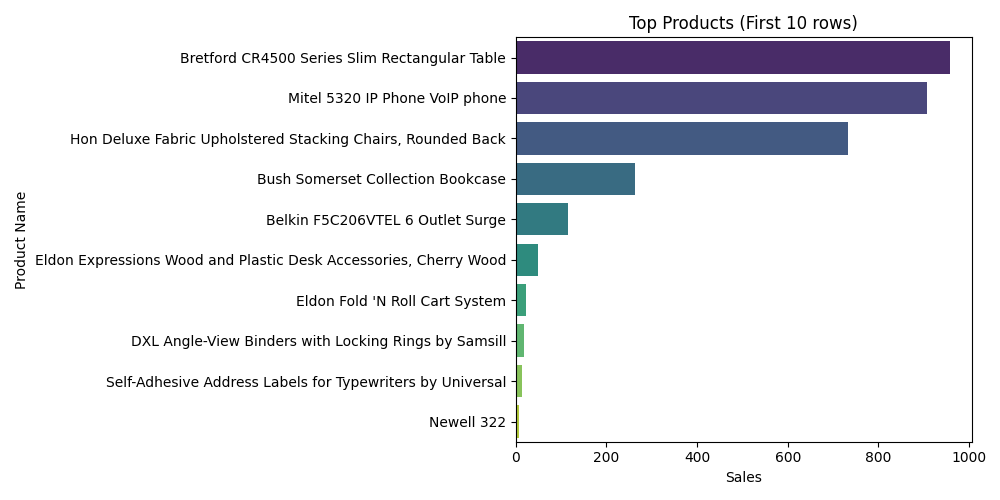 Top Products (First 10 rows)
Product Name
Bretford CR4500 Series Slim Rectangular Table
Mitel 5320 IP Phone VoIP phone
Hon Deluxe Fabric Upholstered Stacking Chairs, Rounded Back
Bush Somerset Collection Bookcase
Belkin F5C206VTEL 6 Outlet Surge
Eldon Expressions Wood and Plastic Desk Accessories, Cherry Wood
Eldon Fold 'N Roll Cart System
DXL Angle-View Binders with Locking Rings by Samsill
Self-Adhesive Address Labels for Typewriters by Universal
Newell 322
0 200 400 600 800 1000
Sales